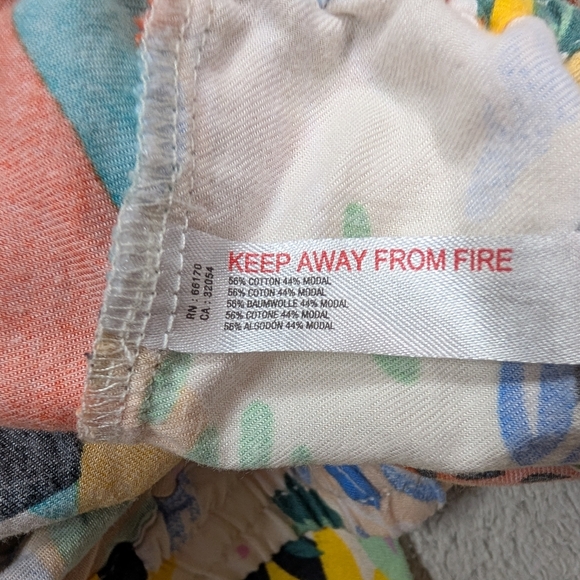 KEEP AWAY FROM FIRE
56% COTTON 44% MODAL
56% COTON 44% MODAL
56% BAUMWOLLE 44% MODAL
56% COTONE 44% MODAL
56% ALGODÓN 44% MODAL
RN : 66170
CA : 32054